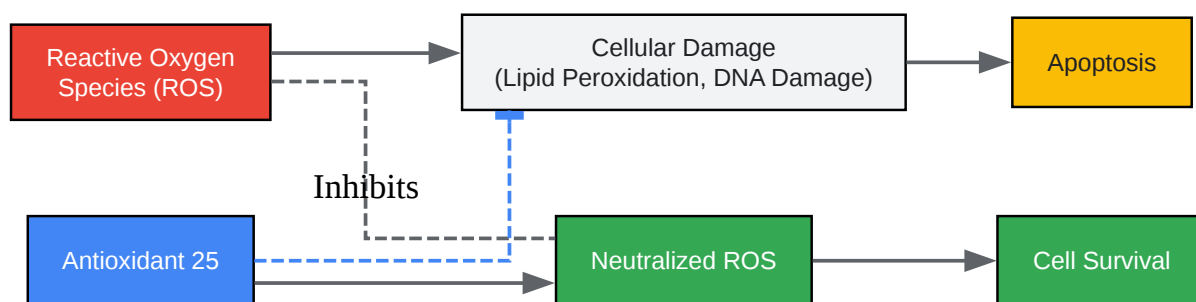 Reactive Oxygen
Species (ROS)
Cellular Damage
(Lipid Peroxidation, DNA Damage)
Apoptosis
Inhibits
Antioxidant 25
Neutralized ROS
Cell Survival